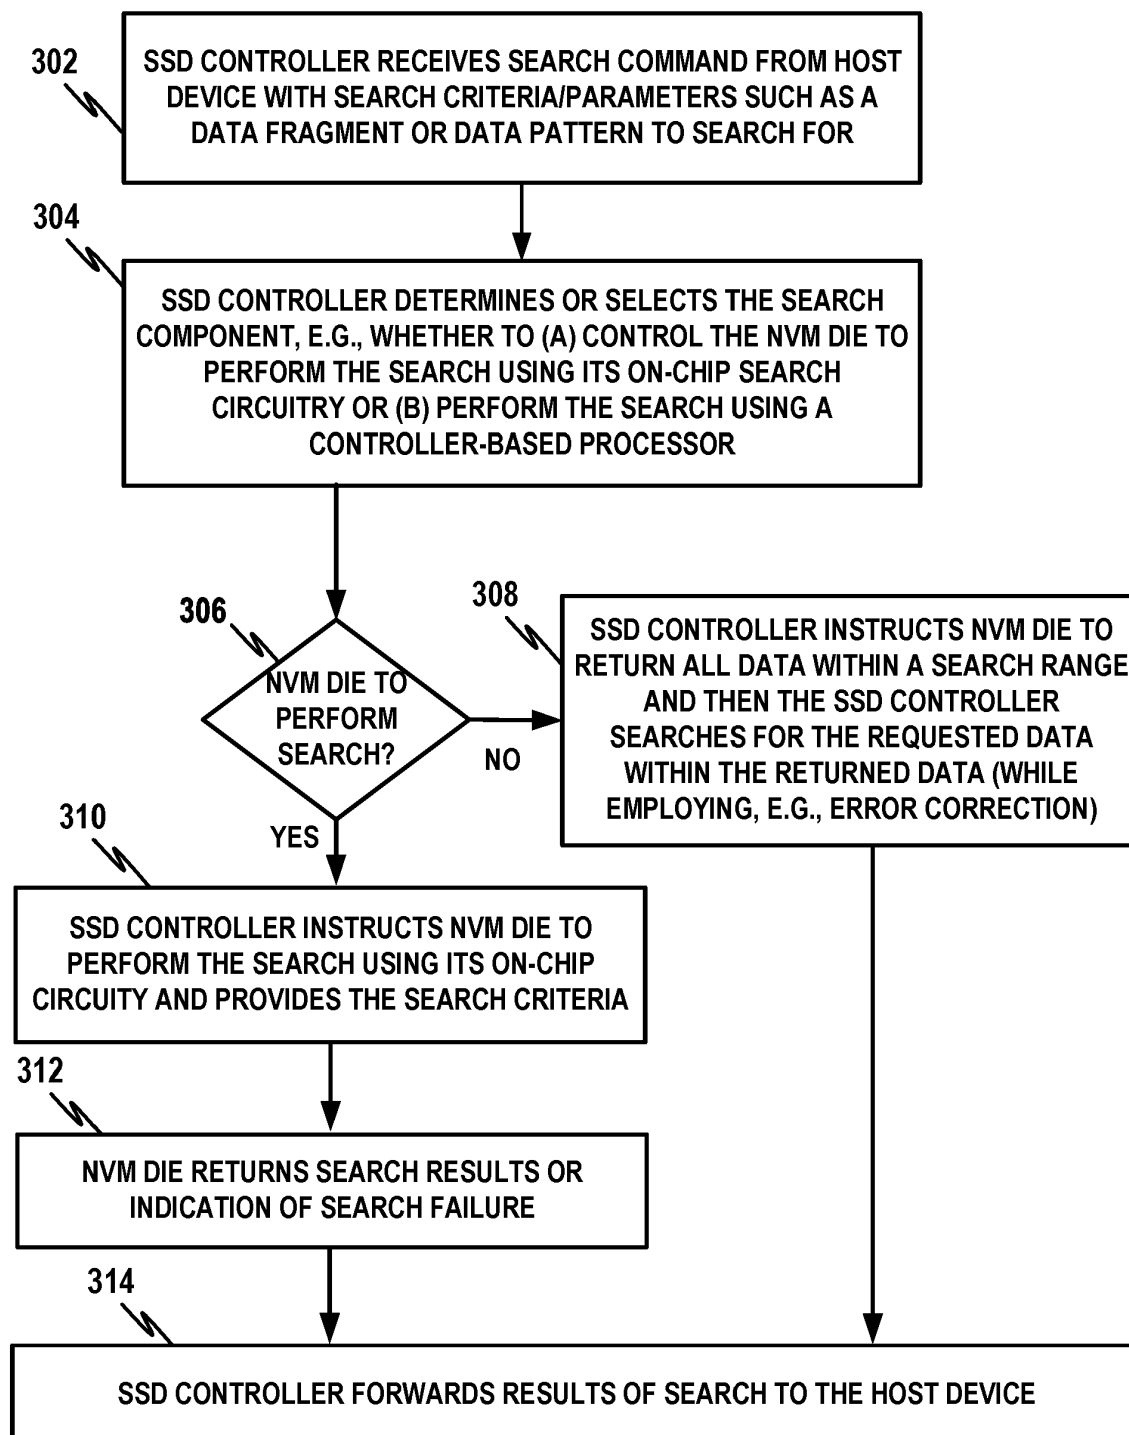 302
SSD CONTROLLER RECEIVES SEARCH COMMAND FROM HOST
DEVICE WITH SEARCH CRITERIA/PARAMETERS SUCH AS A
DATA FRAGMENT OR DATA PATTERN TO SEARCH FOR
304
SSD CONTROLLER DETERMINES OR SELECTS THE SEARCH
COMPONENT, E.G., WHETHER TO (A) CONTROL THE NVM DIE TO
PERFORM THE SEARCH USING ITS ON-CHIP SEARCH
CIRCUITRY OR (B) PERFORM THE SEARCH USING A
CONTROLLER-BASED PROCESSOR
306
NVM DIE TO
PERFORM
SEARCH?
NO
YES
308
SSD CONTROLLER INSTRUCTS NVM DIE TO
RETURN ALL DATA WITHIN A SEARCH RANGE
AND THEN THE SSD CONTROLLER
SEARCHES FOR THE REQUESTED DATA
WITHIN THE RETURNED DATA (WHILE
EMPLOYING, E.G., ERROR CORRECTION)
310
SSD CONTROLLER INSTRUCTS NVM DIE TO
PERFORM THE SEARCH USING ITS ON-CHIP
CIRCUITY AND PROVIDES THE SEARCH CRITERIA
312
NVM DIE RETURNS SEARCH RESULTS OR
INDICATION OF SEARCH FAILURE
314
SSD CONTROLLER FORWARDS RESULTS OF SEARCH TO THE HOST DEVICE